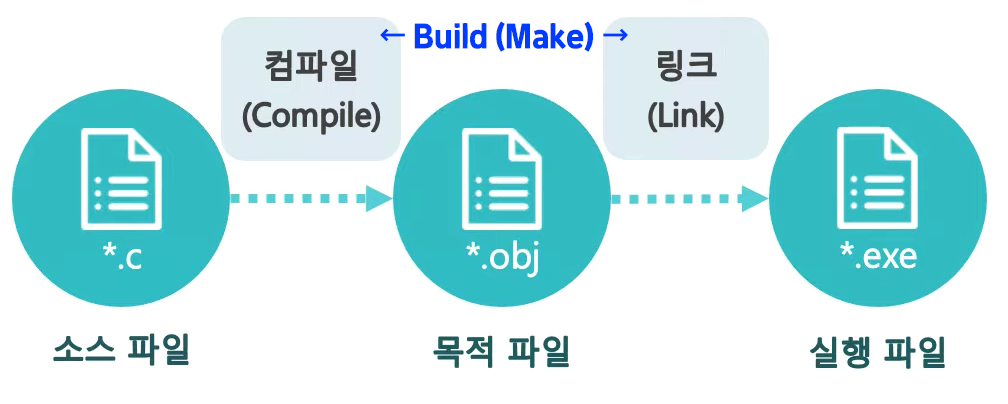 ← Build (Make) →
컴파일
(Compile)
링크
(Link)
*.c
*.obj
*.exe
소스 파일
목적 파일
실행 파일